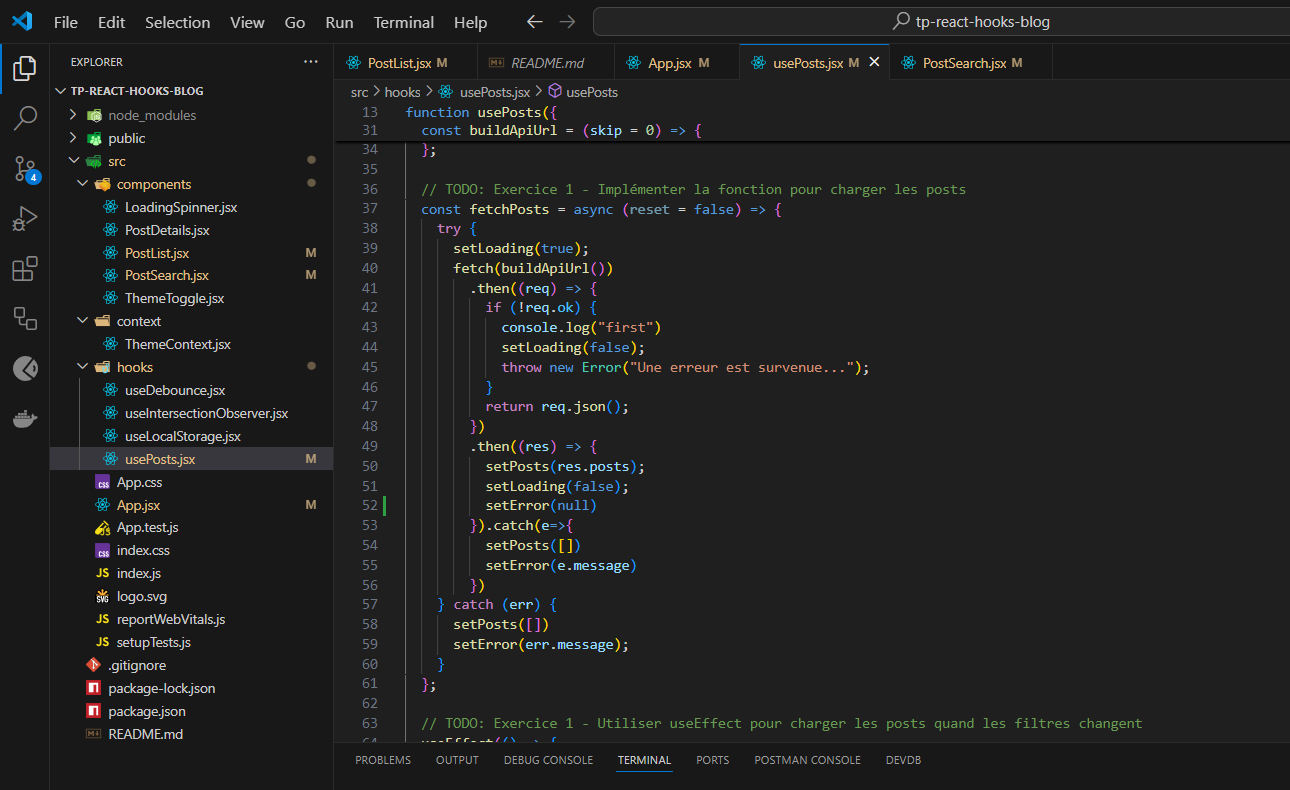 File Edit Selection View Go Run Terminal Help tp-react-hooks-blog
EXPLORER
TP-REACT-HOOKS-BLOG
node_modules
public
src
components
LoadingSpinner.jsx
PostDetails.jsx
PostList.jsx M
PostSearch.jsx M
ThemeToggle.jsx
context
ThemeContext.jsx
hooks
useDebounce.jsx
useIntersectionObserver.jsx
useLocalStorage.jsx
usePosts.jsx M
App.css
App.jsx M
App.test.js
index.css
index.js
logo.svg
reportWebVitals.js
setupTests.js
.gitignore
package-lock.json
package.json
README.md
4
PostList.jsx M README.md App.jsx M usePosts.jsx M PostSearch.jsx M
src > hooks > usePosts.jsx > usePosts
13 function usePosts({
31 const buildApiUrl = (skip = 0) => {
34 };
35
36 // TODO: Exercice 1 - Implémenter la fonction pour charger les posts
37 const fetchPosts = async (reset = false) => {
38 try {
39 setLoading(true);
40 fetch(buildApiUrl())
41 .then((req) => {
42 if (!req.ok) {
43 console.log("first")
44 setLoading(false);
45 throw new Error("Une erreur est survenue...");
46 }
47 return req.json();
48 })
49 .then((res) => {
50 setPosts(res.posts);
51 setLoading(false);
52 setError(null)
53 }).catch(e=>{
54 setPosts([])
55 setError(e.message)
56 })
57 } catch (err) {
58 setPosts([])
59 setError(err.message);
60 }
61 };
62
63 // TODO: Exercice 1 - Utiliser useEffect pour charger les posts quand les filtres changent
64 useEffect(() => {
PROBLEMS OUTPUT DEBUG CONSOLE TERMINAL PORTS POSTMAN CONSOLE DEVDB